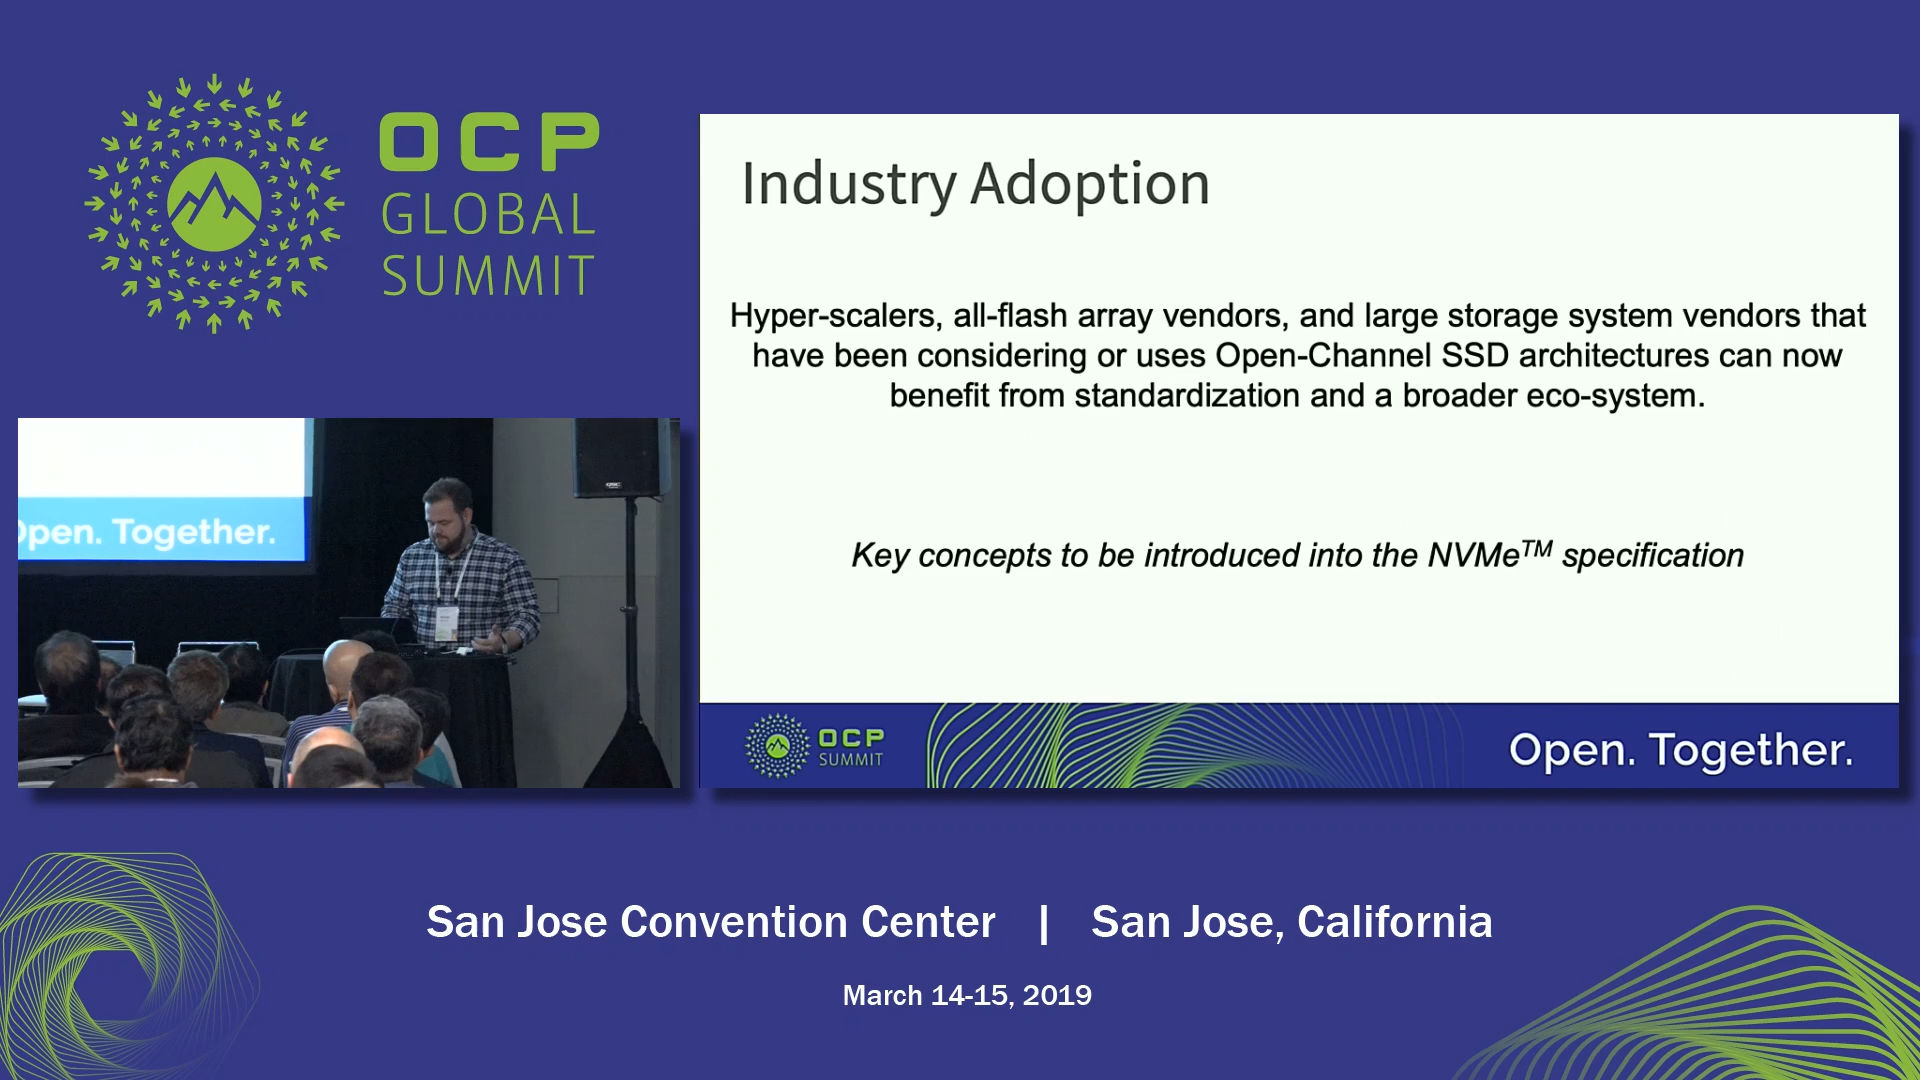 OCP
GLOBAL
SUMMIT
Industry Adoption
Hyper-scalers, all-flash array vendors, and large storage system vendors that
have been considering or uses Open-Channel SSD architectures can now
benefit from standardization and a broader eco-system.
Key concepts to be introduced into the NVMe™ specification
OCP
SUMMIT
Open. Together.
pen. Together.
San Jose Convention Center | San Jose, California
March 14-15, 2019